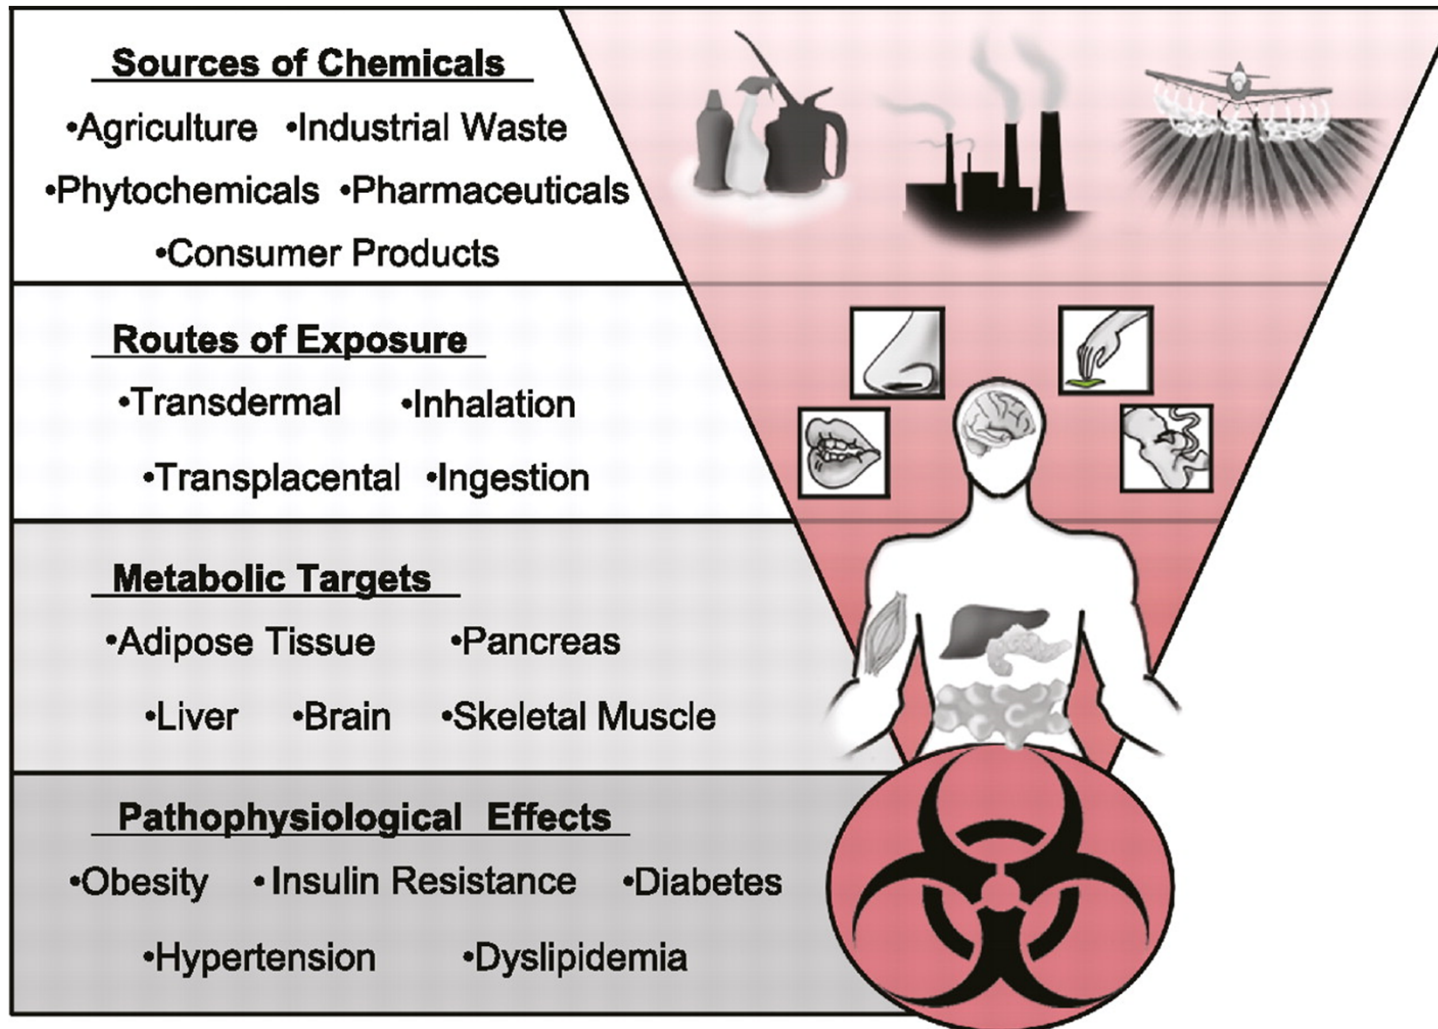 Sources of Chemicals
•Agriculture •Industrial Waste
•Phytochemicals •Pharmaceuticals
•Consumer Products
Routes of Exposure
•Transdermal •Inhalation
•Transplacental •Ingestion
Metabolic Targets
•Adipose Tissue •Pancreas
•Liver •Brain •Skeletal Muscle
Pathophysiological Effects
•Obesity •Insulin Resistance •Diabetes
•Hypertension •Dyslipidemia